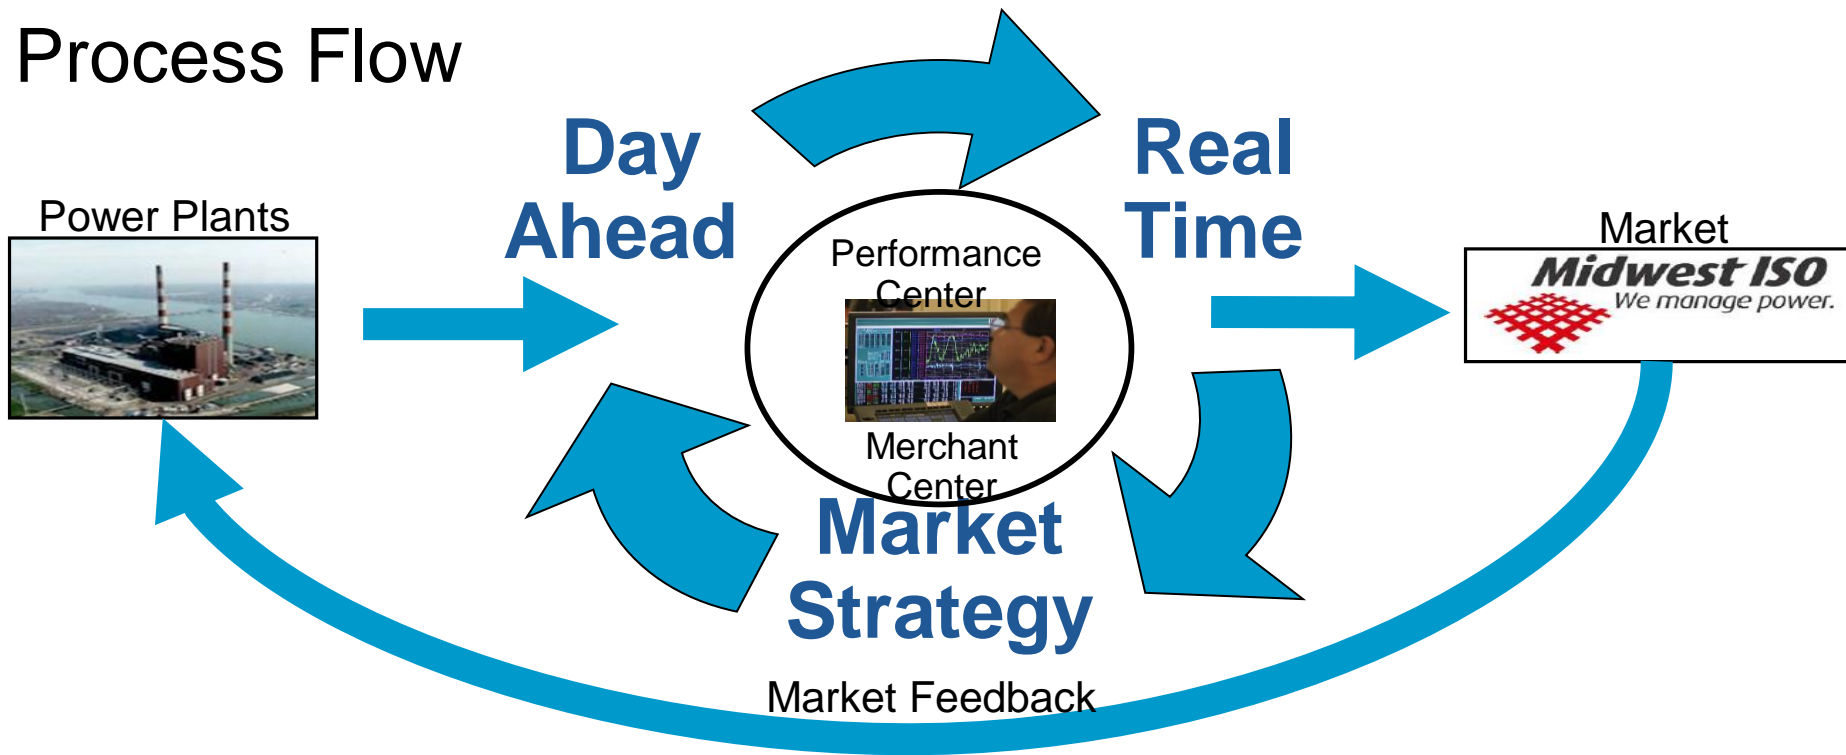 Process Flow
Day
Ahead
Real
Time
Power Plants
Performance
Center
Market
Midwest ISO
We manage power.
Merchant
Center
Market
Strategy
Market Feedback